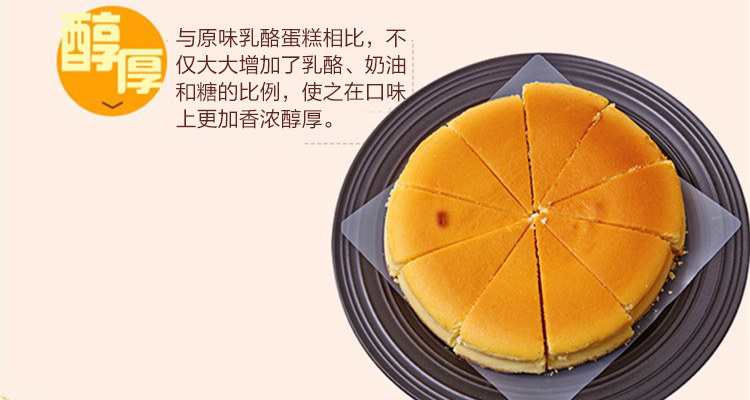 醇厚
与原味乳酪蛋糕相比，不
仅大大增加了乳酪、奶油
和糖的比例，使之在口味
上更加香浓醇厚。